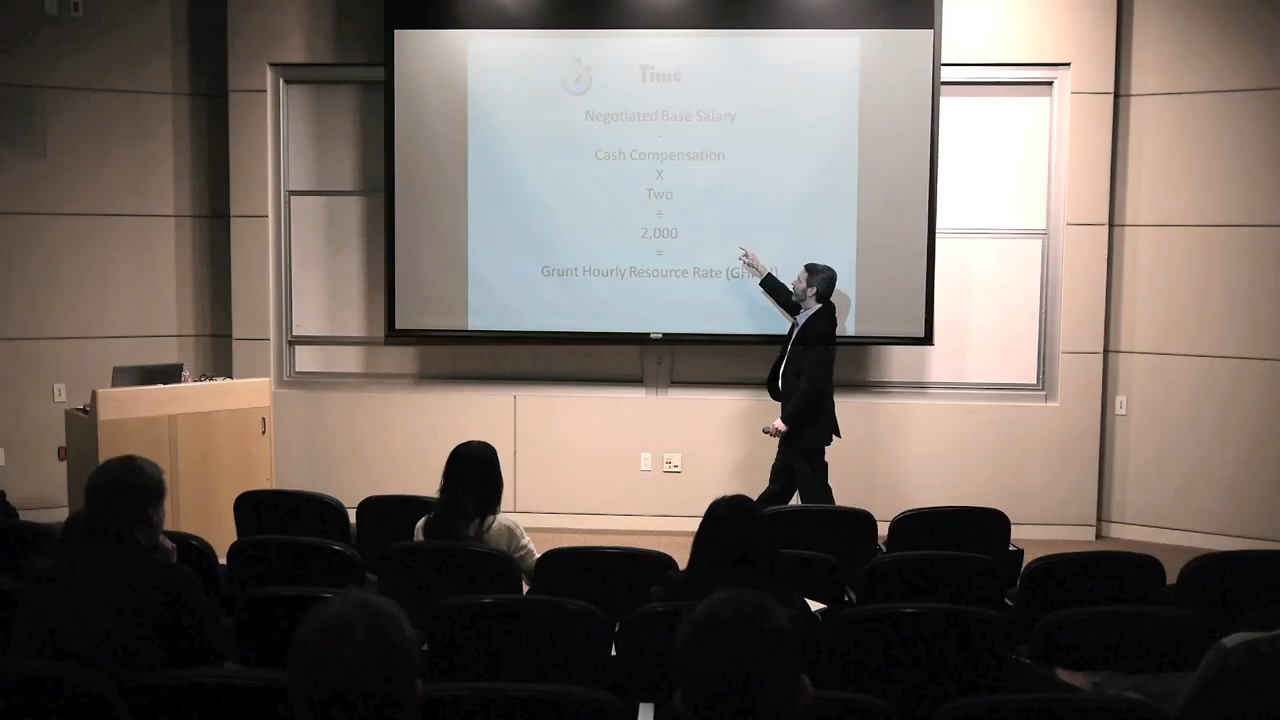 Time
Negotiated Base Salary
-
Cash Compensation
X
Two
÷
2,000
=
Grunt Hourly Resource Rate